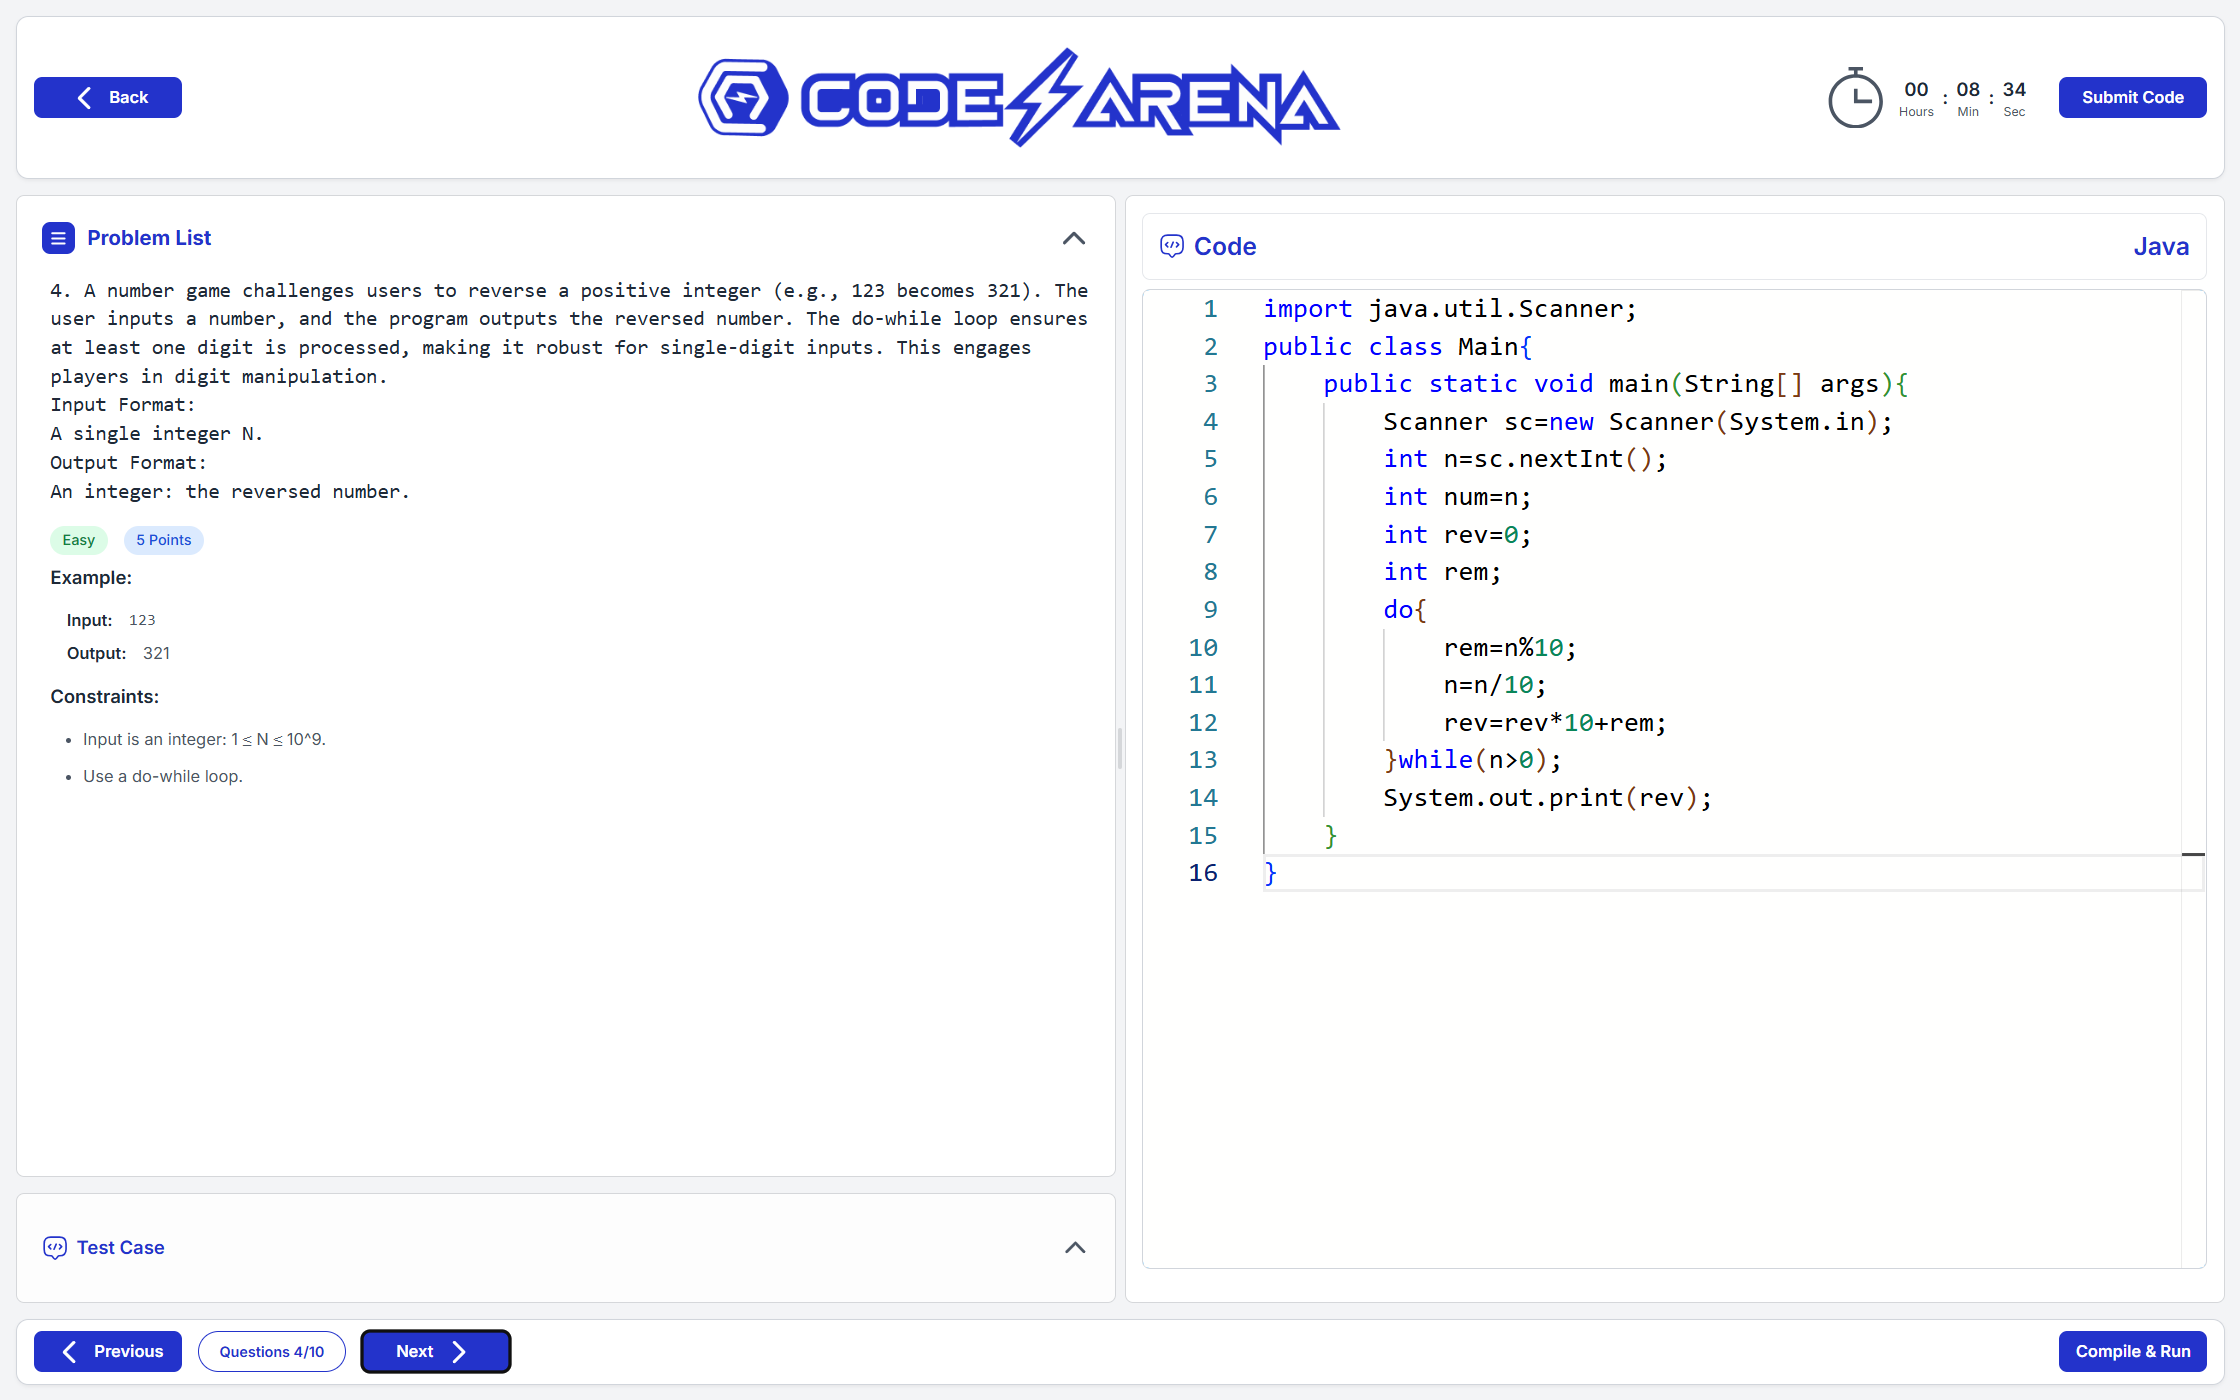 Back
CODE ARENA
00 : 08 : 34
Hours Min Sec
Submit Code
Problem List
4. A number game challenges users to reverse a positive integer (e.g., 123 becomes 321). The
user inputs a number, and the program outputs the reversed number. The do-while loop ensures
at least one digit is processed, making it robust for single-digit inputs. This engages
players in digit manipulation.
Input Format:
A single integer N.
Output Format:
An integer: the reversed number.
Easy 5 Points
Example:
Input: 123
Output: 321
Constraints:
• Input is an integer: 1 ≤ N ≤ 10^9.
• Use a do-while loop.
Test Case
Code Java
1 import java.util.Scanner;
2 public class Main{
3     public static void main(String[] args){
4         Scanner sc=new Scanner(System.in);
5         int n=sc.nextInt();
6         int num=n;
7         int rev=0;
8         int rem;
9         do{
10             rem=n%10;
11             n=n/10;
12             rev=rev*10+rem;
13         }while(n>0);
14         System.out.print(rev);
15     }
16 }
Previous Questions 4/10 Next Compile & Run